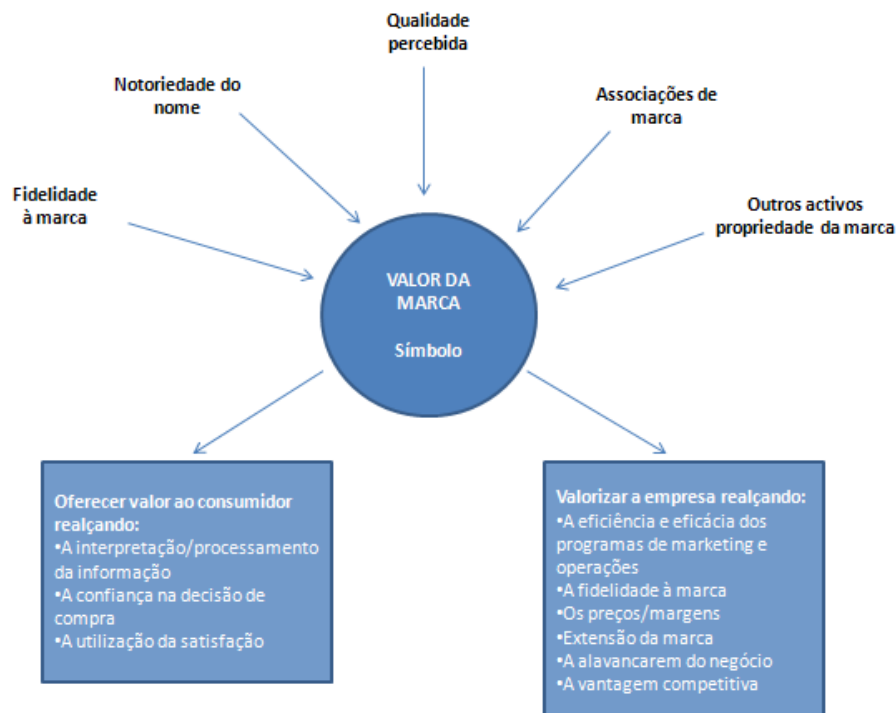 Qualidade
percebida
Notoriedade do
nome
Associações de
marca
Fidelidade
à marca
Outros activos
propriedade da marca
VALOR DA
MARCA
Símbolo
Oferecer valor ao consumidor
realçando:
•A interpretação/processamento
da informação
•A confiança na decisão de
compra
•A utilização da satisfação
Valorizar a empresa realçando:
•A eficiência e eficácia dos
programas de marketing e
operações
•A fidelidade à marca
•Os preços/margens
•Extensão da marca
•A alavancarem do negócio
•A vantagem competitiva